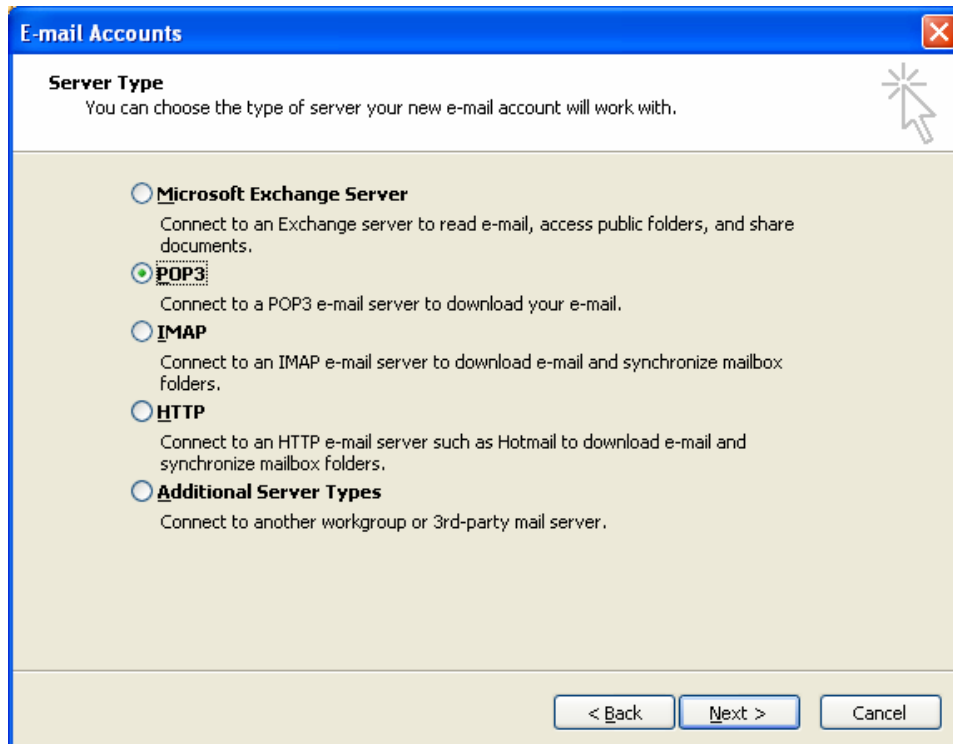 E-mail Accounts
Server Type
You can choose the type of server your new e-mail account will work with.
Microsoft Exchange Server
Connect to an Exchange server to read e-mail, access public folders, and share
documents.
POP3
Connect to a POP3 e-mail server to download your e-mail.
IMAP
Connect to an IMAP e-mail server to download e-mail and synchronize mailbox
folders.
HTTP
Connect to an HTTP e-mail server such as Hotmail to download e-mail and
synchronize mailbox folders.
Additional Server Types
Connect to another workgroup or 3rd-party mail server.
< Back Next > Cancel